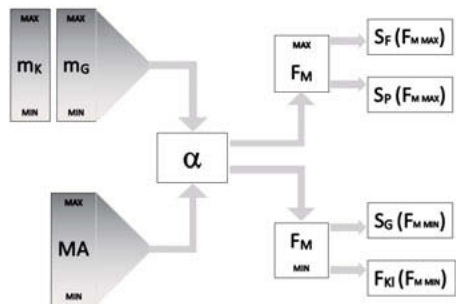 MAX MAX
mK mG
MIN MIN
MAX
MA
MIN
α
MAX
FM
FM
MIN
SF (FM MAX)
SP (FM MAX)
SG (FM MIN)
FKI (FM MIN)